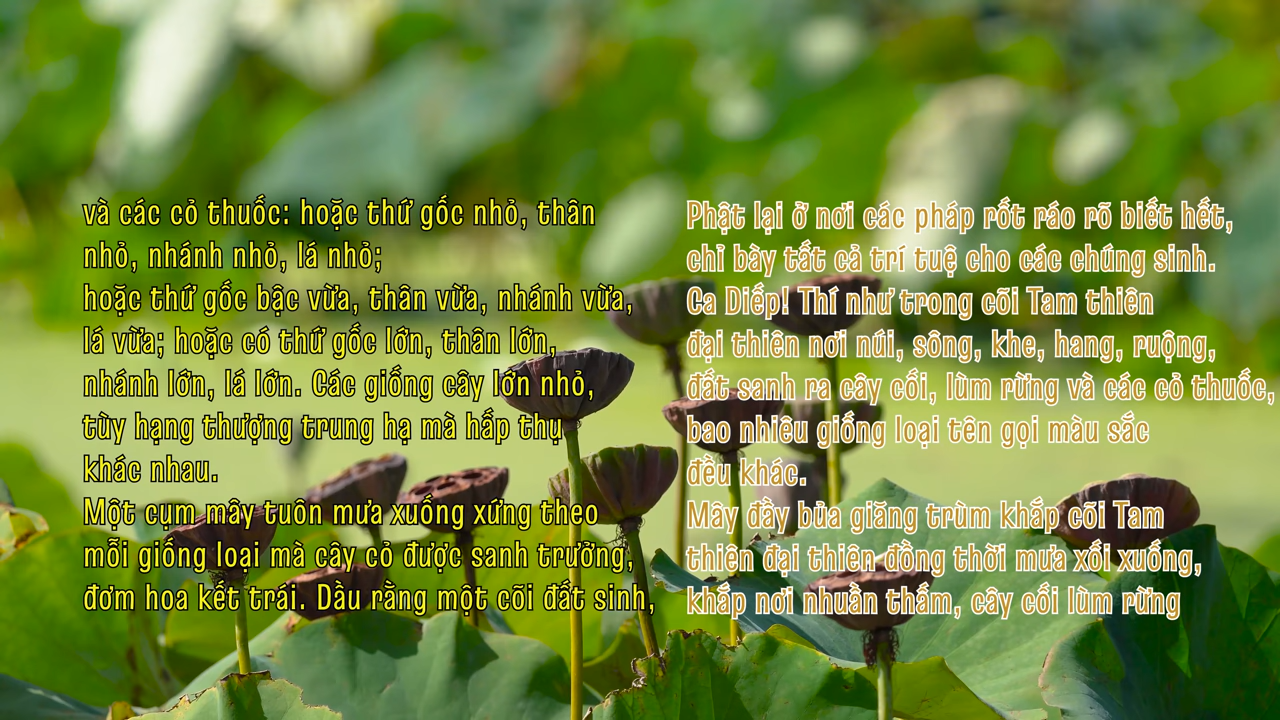 và các cỏ thuốc: hoặc thứ gốc nhỏ, thân
nhỏ, nhánh nhỏ, lá nhỏ;
hoặc thứ gốc bậc vừa, thân vừa, nhánh vừa,
lá vừa; hoặc có thứ gốc lớn, thân lớn,
nhánh lớn, lá lớn. Các giống cây lớn nhỏ,
tùy hạng thượng trung hạ mà hấp thụ
khác nhau.
Một cụm mây tuôn mưa xuống xứng theo
mỗi giống loại mà cây cỏ được sanh trưởng,
đơm hoa kết trái. Dầu rằng một cõi đất sinh,
Phật lại ở nơi các pháp rốt ráo rõ biết hết,
chỉ bày tất cả trí tuệ cho các chúng sinh.
Ca Diếp! Thí như trong cõi Tam thiên
đại thiên nơi núi, sông, khe, hang, ruộng,
đất sanh ra cây cối, lùm rừng và các cỏ thuốc,
bao nhiêu giống loại tên gọi màu sắc
đều khác.
Mây đầy bủa giăng trùm khắp cõi Tam
thiên đại thiên đồng thời mưa xối xuống,
khắp nơi nhuần thấm, cây cối lùm rừng